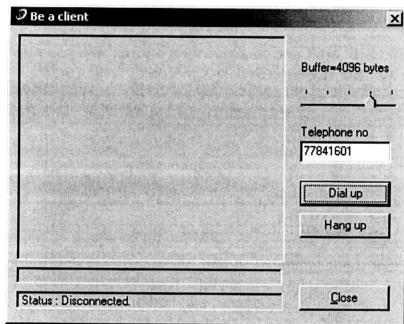 Be a client
Buffer=4096 bytes
Telephone no
77841601
Dial up
Hang up
Status : Disconnected.
Close